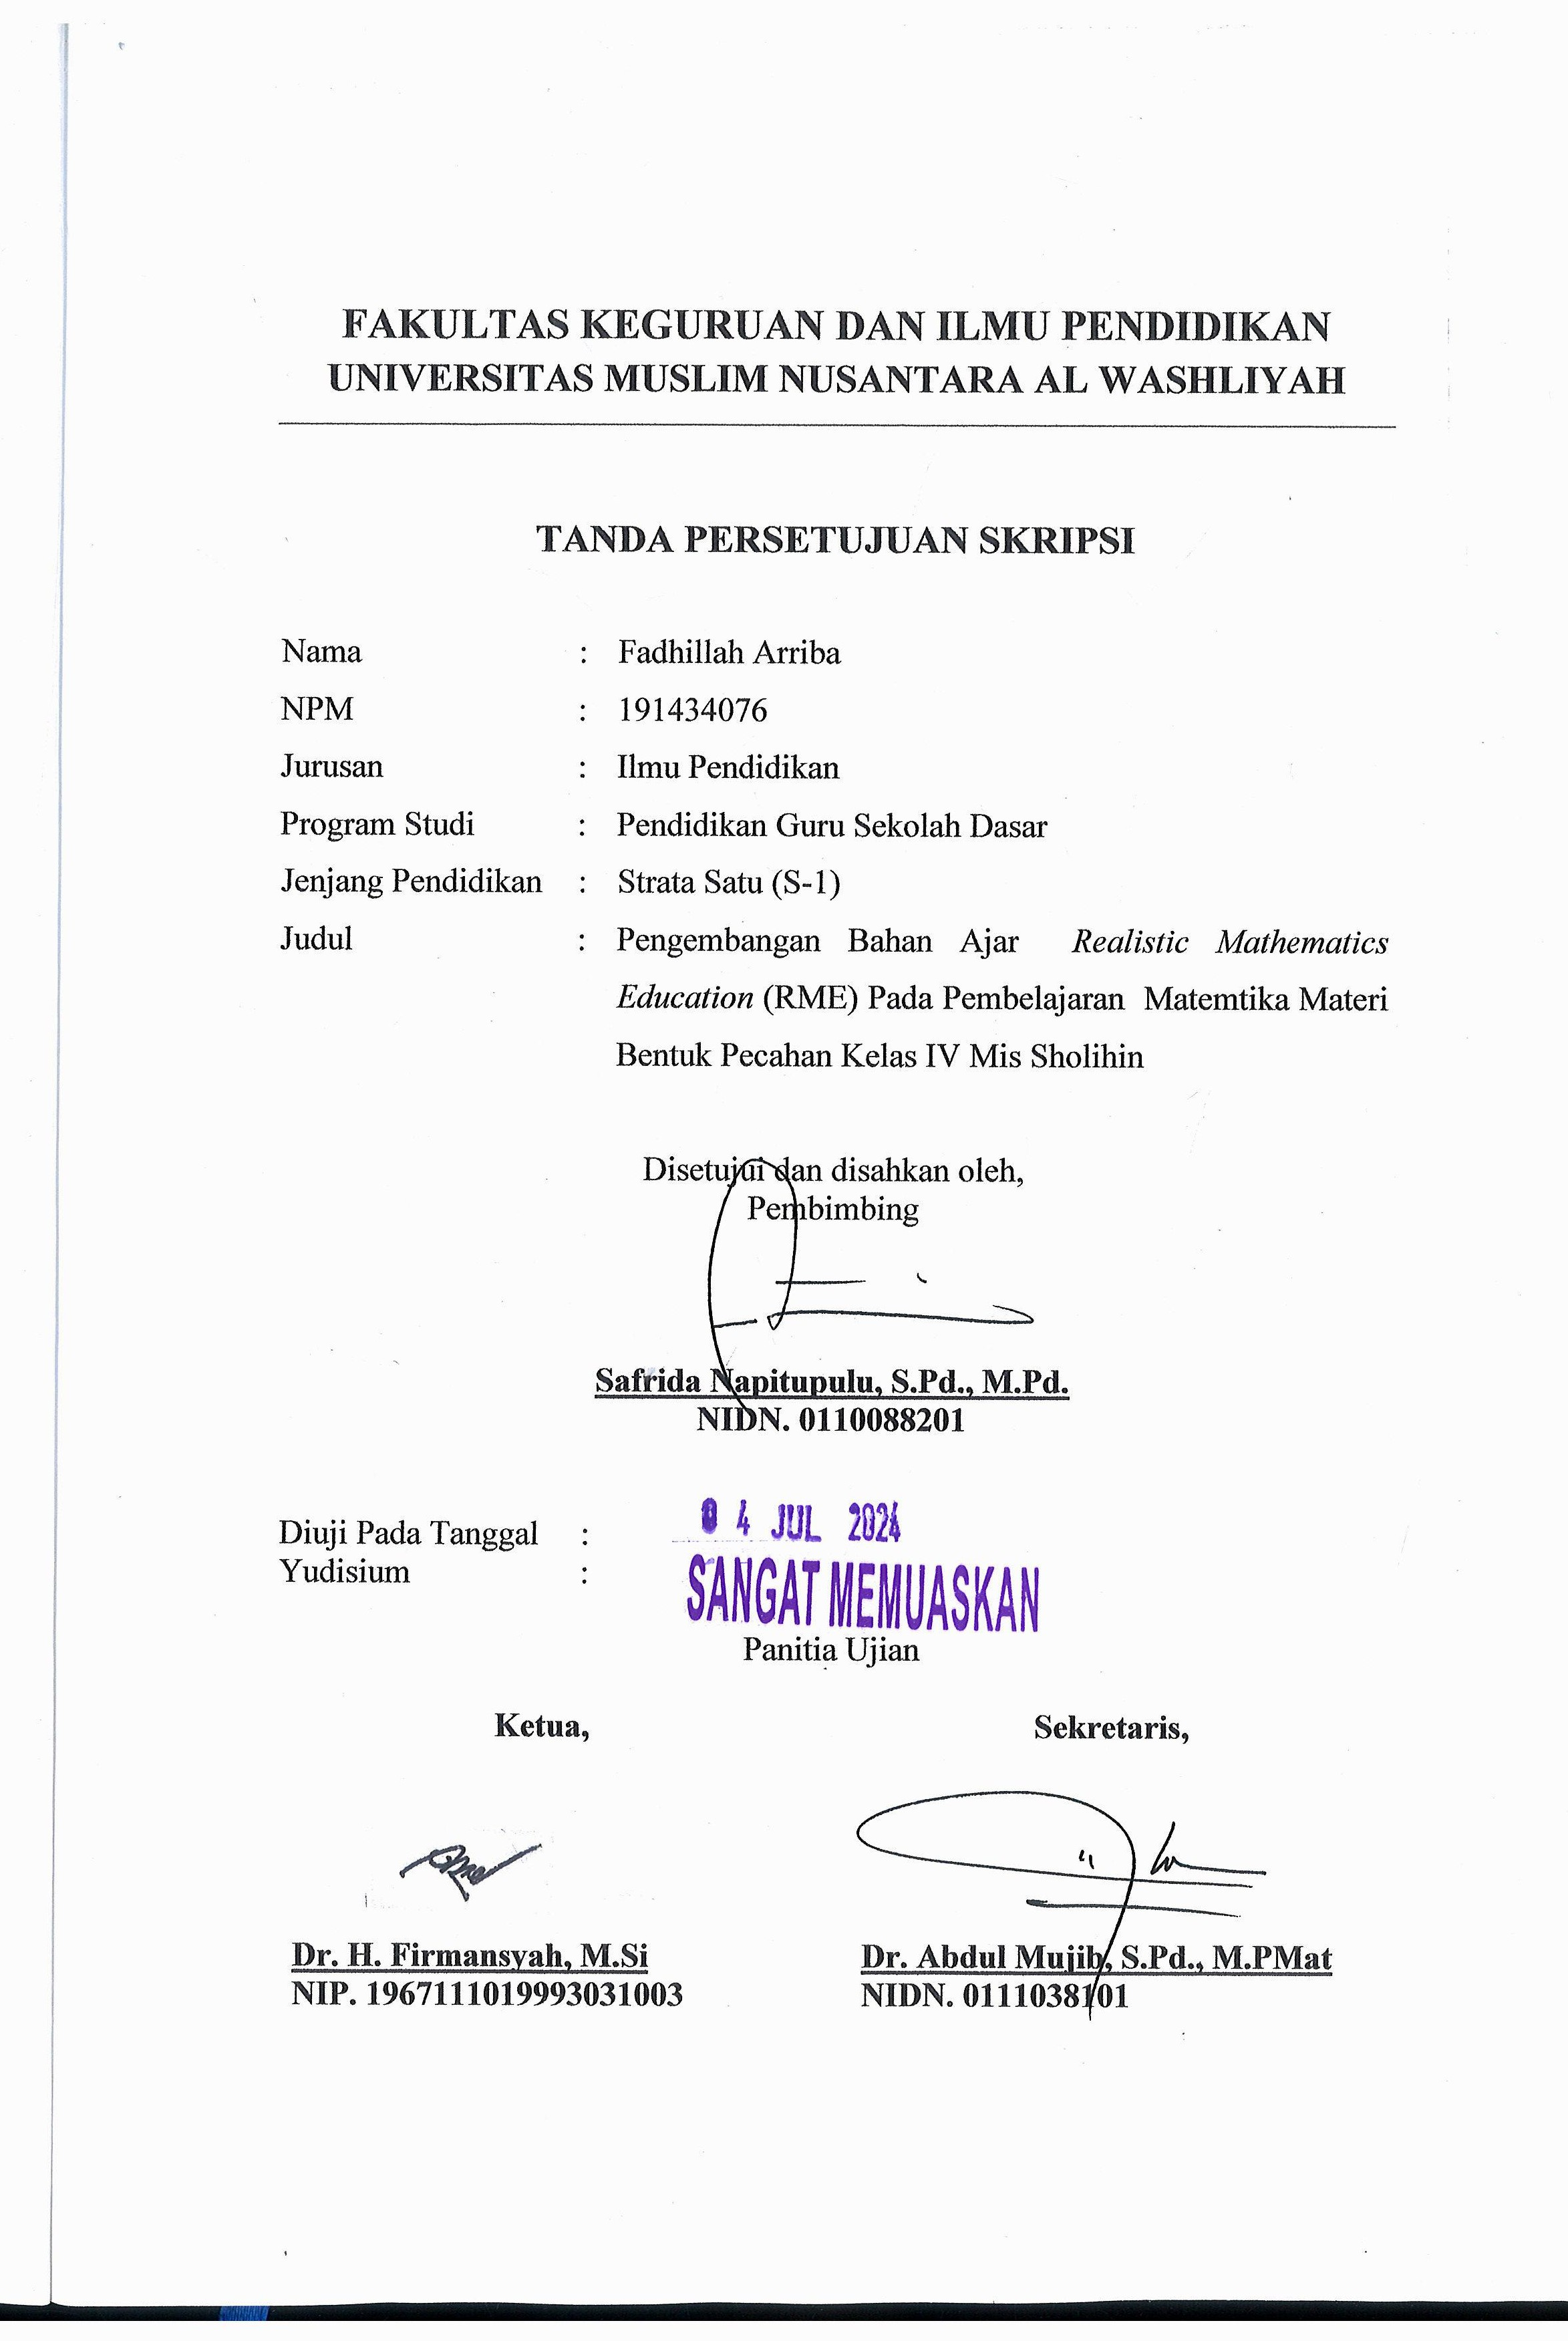 FAKULTAS KEGURUAN DAN ILMU PENDIDIKAN
UNIVERSITAS MUSLIM NUSANTARA AL WASHLIYAH
TANDA PERSETUJUAN SKRIPSI
Nama : Fadhillah Arriba
NPM : 191434076
Jurusan : Ilmu Pendidikan
Program Studi : Pendidikan Guru Sekolah Dasar
Jenjang Pendidikan : Strata Satu (S-1)
Judul : Pengembangan Bahan Ajar Realistic Mathematics
Education (RME) Pada Pembelajaran Matemtika Materi
Bentuk Pecahan Kelas IV Mis Sholihin
Disetujui dan disahkan oleh,
Pembimbing
Safrida Napitupulu, S.Pd., M.Pd.
NIDN. 0110088201
Diuji Pada Tanggal : 04 JUL 2024
Yudisium : SANGAT MEMUASKAN
Panitia Ujian
Ketua, Sekretaris,
Dr. H. Firmansyah, M.Si Dr. Abdul Mujib, S.Pd., M.PMat
NIP. 1967111019993031003 NIDN. 0111038101